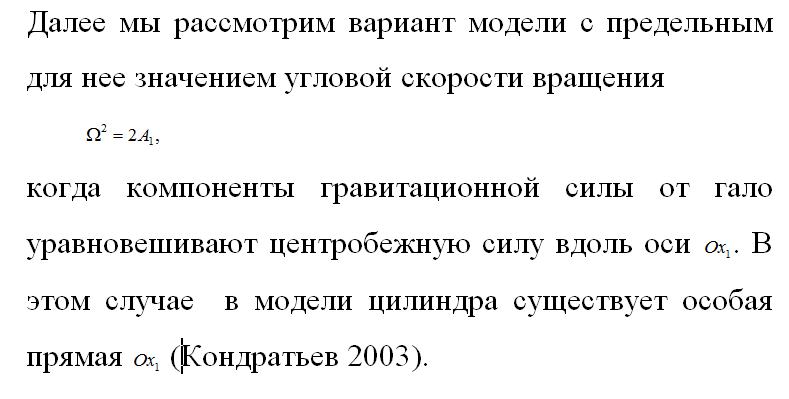 Далее мы рассмотрим вариант модели с предельным
для нее значением угловой скорости вращения
Ω² = 2A₁,
когда компоненты гравитационной силы от гало
уравновешивают центробежную силу вдоль оси Ox₁. В
этом случае в модели цилиндра существует особая
прямая Ox₁ (Кондратьев 2003).